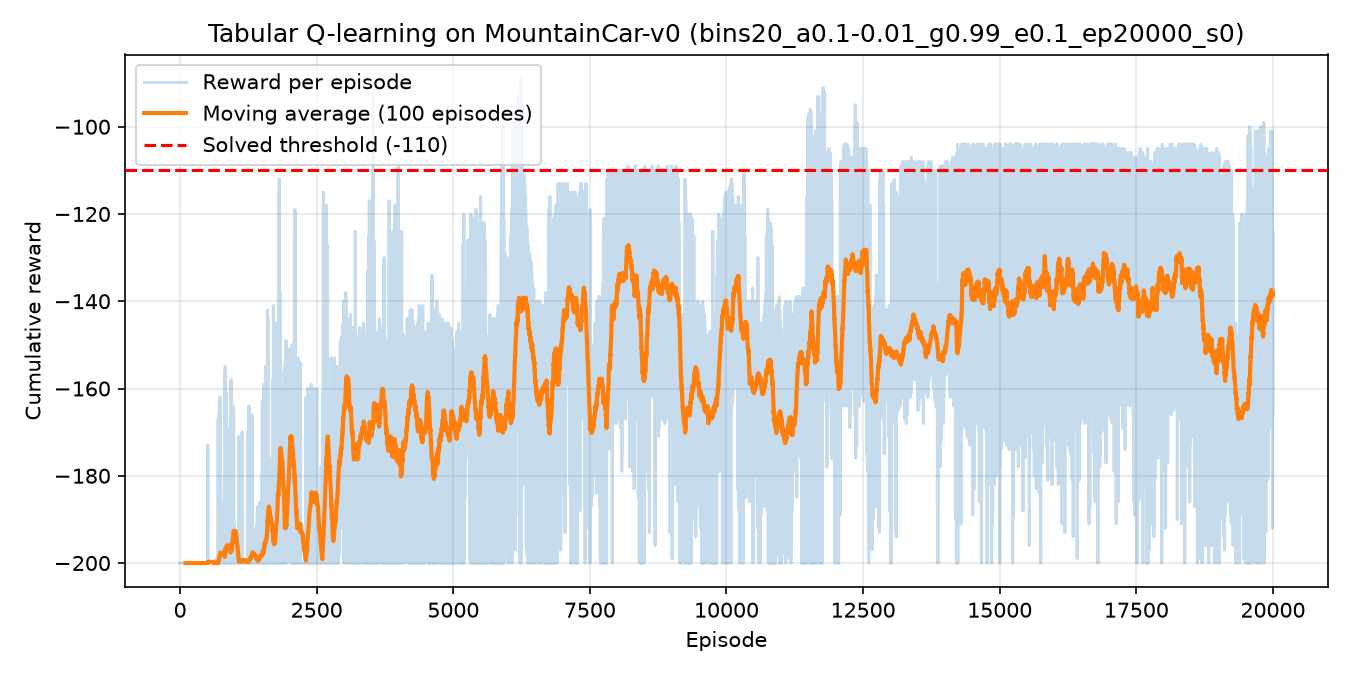 Tabular Q-learning on MountainCar-v0 (bins20_a0.1-0.01_g0.99_e0.1_ep20000_s0)
Reward per episode
Moving average (100 episodes)
Solved threshold (-110)
Cumulative reward
−100
−120
−140
−160
−180
−200
0
2500
5000
7500
10000
12500
15000
17500
20000
Episode